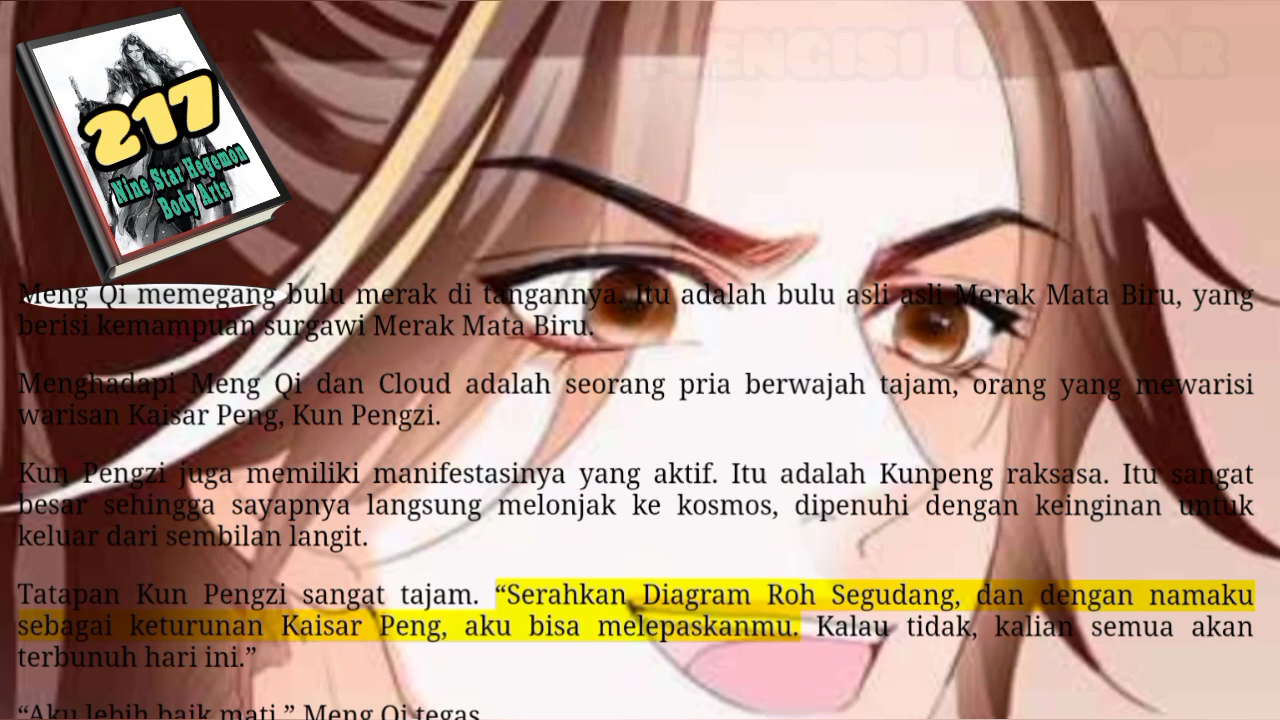 MENGISI
217
Nine Star Hegemon
Body Arts
Meng Qi memegang bulu merak di tangannya. Itu adalah bulu asli asli Merak Mata Biru, yang
berisi kemampuan surgawi Merak Mata Biru.
Menghadapi Meng Qi dan Cloud adalah seorang pria berwajah tajam, orang yang mewarisi
warisan Kaisar Peng, Kun Pengzi.
Kun Pengzi juga memiliki manifestasinya yang aktif. Itu adalah Kunpeng raksasa. Itu sangat
besar sehingga sayapnya langsung melonjak ke kosmos, dipenuhi dengan keinginan untuk
keluar dari sembilan langit.
Tatapan Kun Pengzi sangat tajam. “Serahkan Diagram Roh Segudang, dan dengan namaku
sebagai keturunan Kaisar Peng, aku bisa melepaskanmu. Kalau tidak, kalian semua akan
terbunuh hari ini.”
“Aku lebih baik mati,” Meng Qi tegas